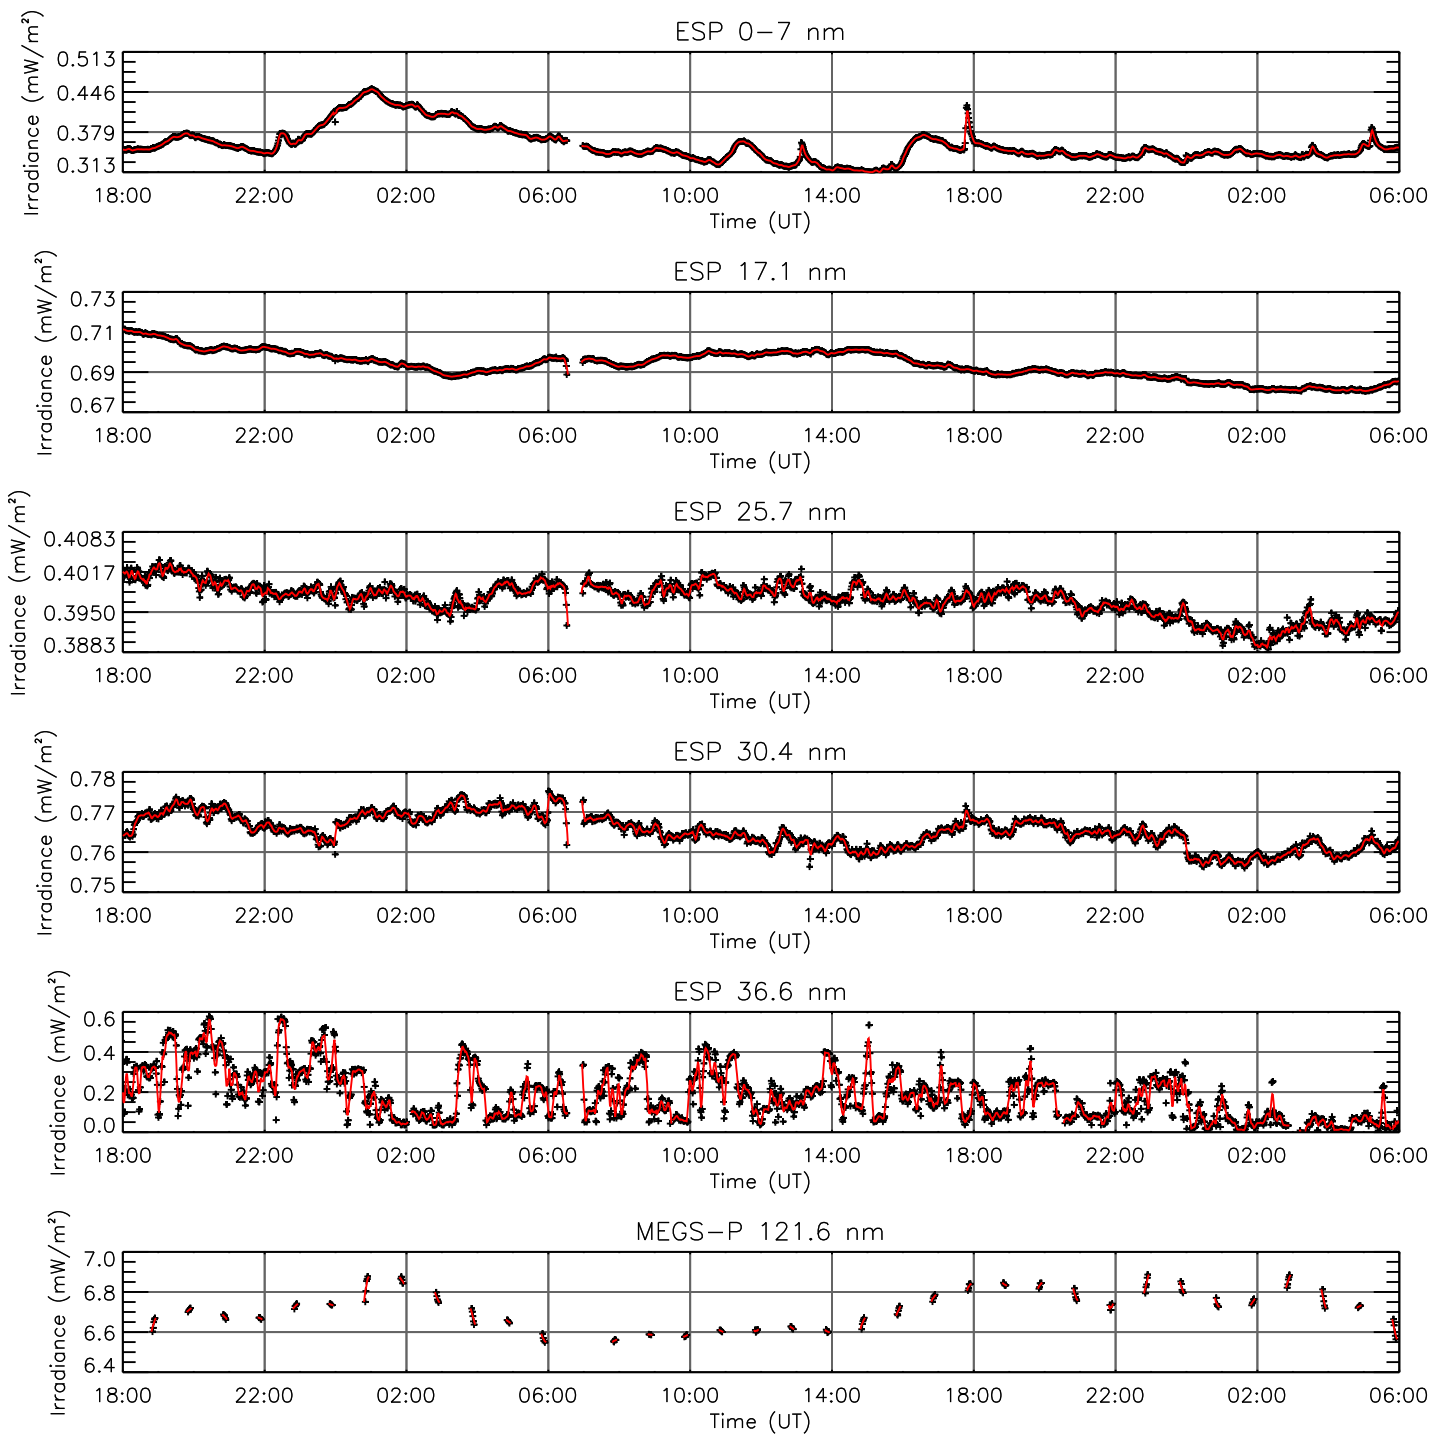 ESP 0-7 nm
Irradiance (mW/m²)
0.513
0.446
0.379
0.313
18:00 22:00 02:00 06:00 10:00 14:00 18:00 22:00 02:00 06:00
Time (UT)
ESP 17.1 nm
Irradiance (mW/m²)
0.73
0.71
0.69
0.67
18:00 22:00 02:00 06:00 10:00 14:00 18:00 22:00 02:00 06:00
Time (UT)
ESP 25.7 nm
Irradiance (mW/m²)
0.4083
0.4017
0.3950
0.3883
18:00 22:00 02:00 06:00 10:00 14:00 18:00 22:00 02:00 06:00
Time (UT)
ESP 30.4 nm
Irradiance (mW/m²)
0.78
0.77
0.76
0.75
18:00 22:00 02:00 06:00 10:00 14:00 18:00 22:00 02:00 06:00
Time (UT)
ESP 36.6 nm
Irradiance (mW/m²)
0.6
0.4
0.2
0.0
18:00 22:00 02:00 06:00 10:00 14:00 18:00 22:00 02:00 06:00
Time (UT)
MEGS-P 121.6 nm
Irradiance (mW/m²)
7.0
6.8
6.6
6.4
18:00 22:00 02:00 06:00 10:00 14:00 18:00 22:00 02:00 06:00
Time (UT)